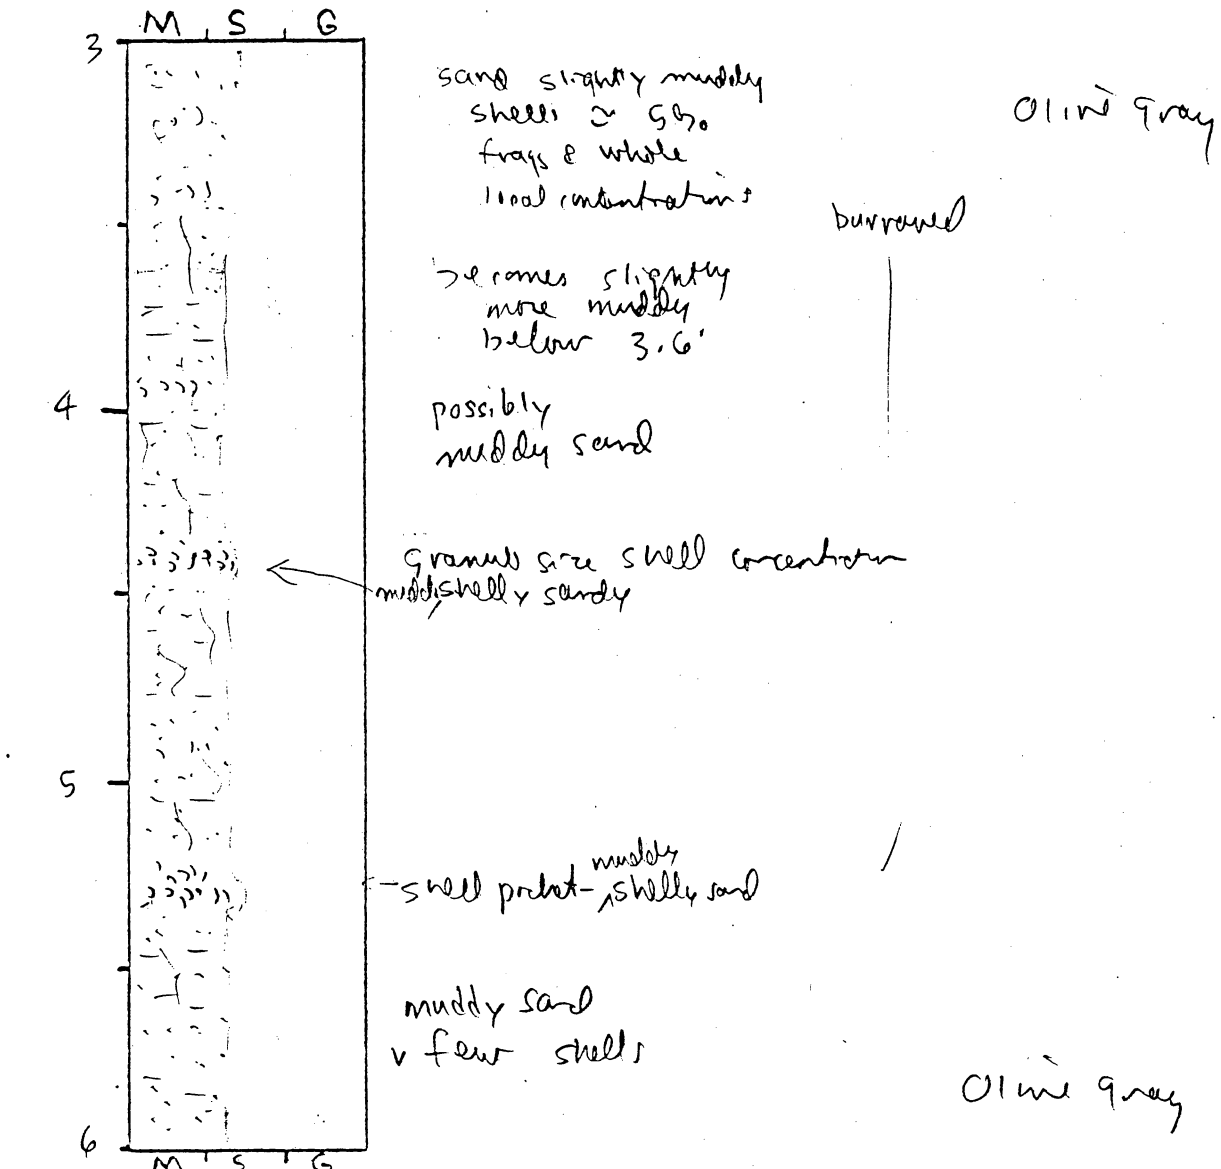 M S G
3
sand slightly muddy
shells ≈ 5%
Olive Gray
frags & whole
local concentrations
burrowed
becomes slightly
more muddy
below 3.6'
4
possibly
muddy sand
Granule size shell concentration
muddy shelly sandy
5
muddy
shell pocket - shelly sand
muddy sand
v few shells
Olive gray
6
M S G